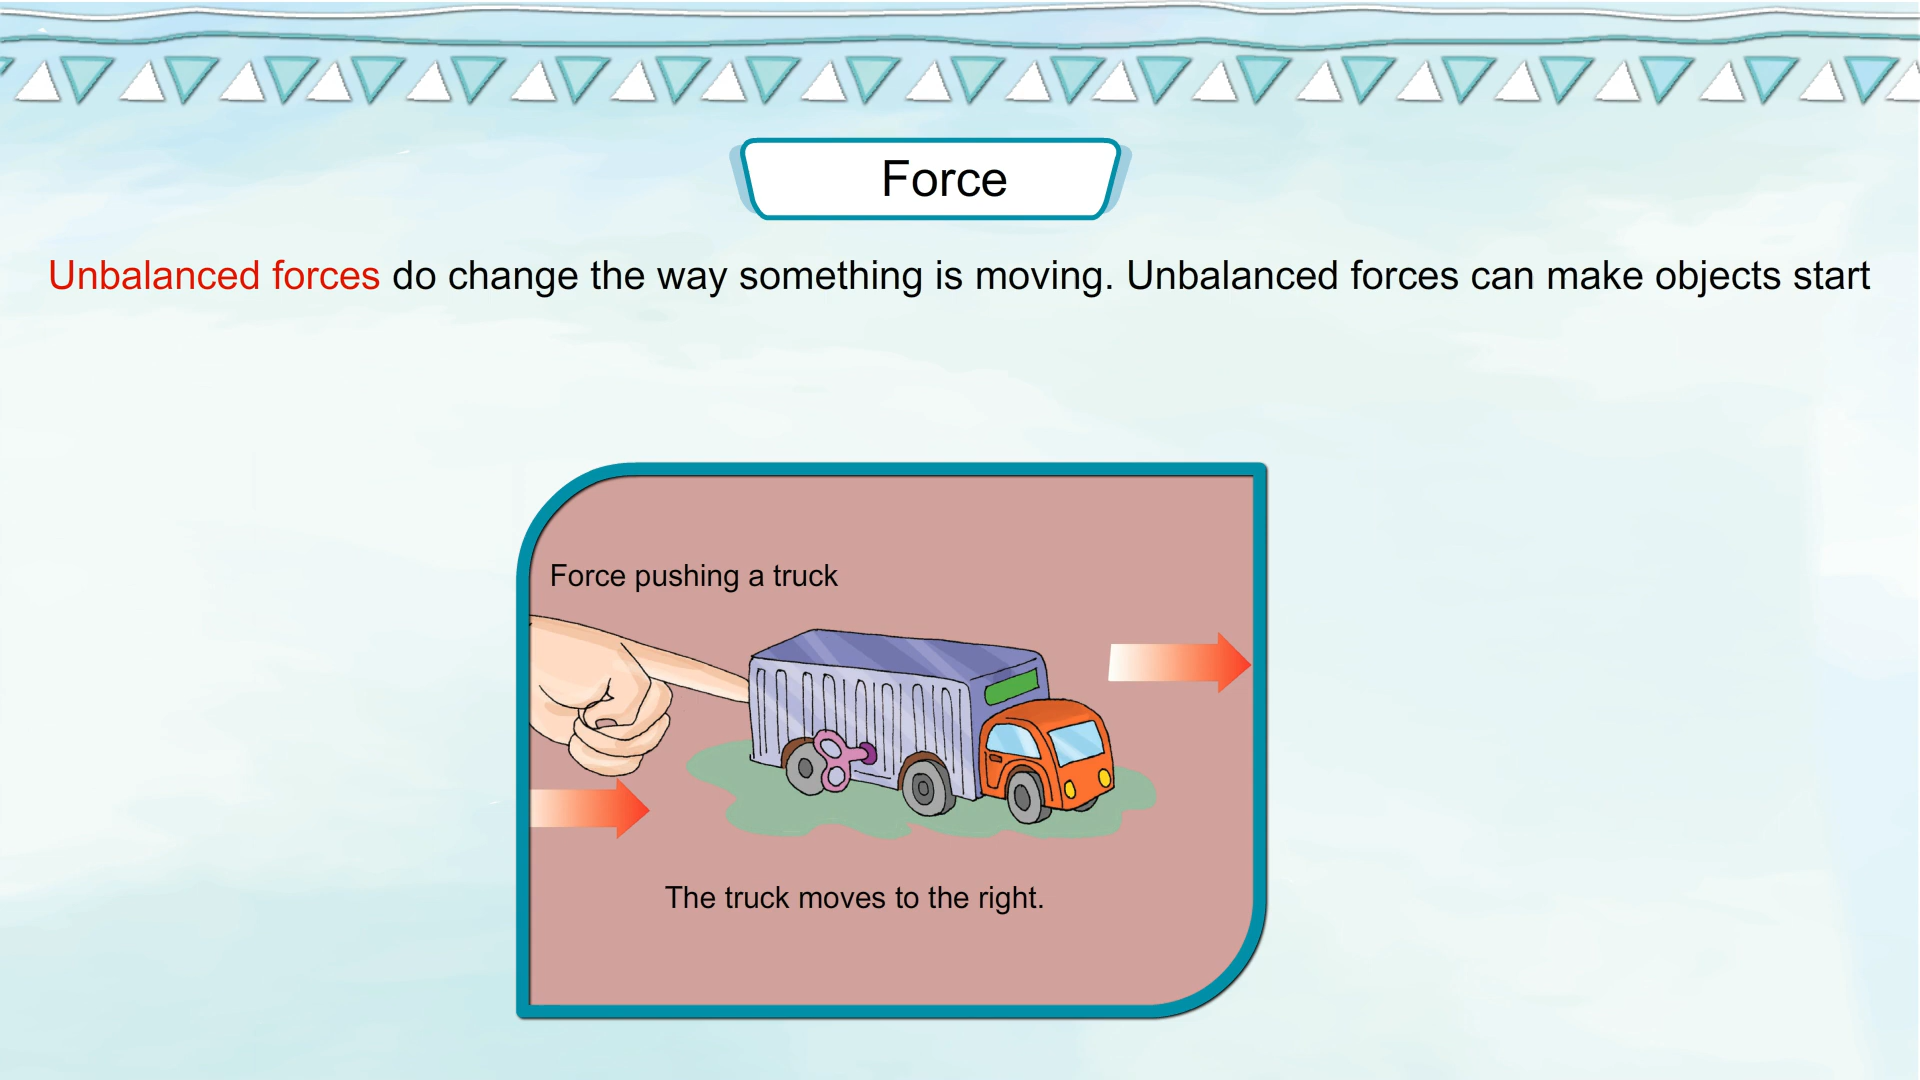 Force
Unbalanced forces do change the way something is moving. Unbalanced forces can make objects start
Force pushing a truck
The truck moves to the right.